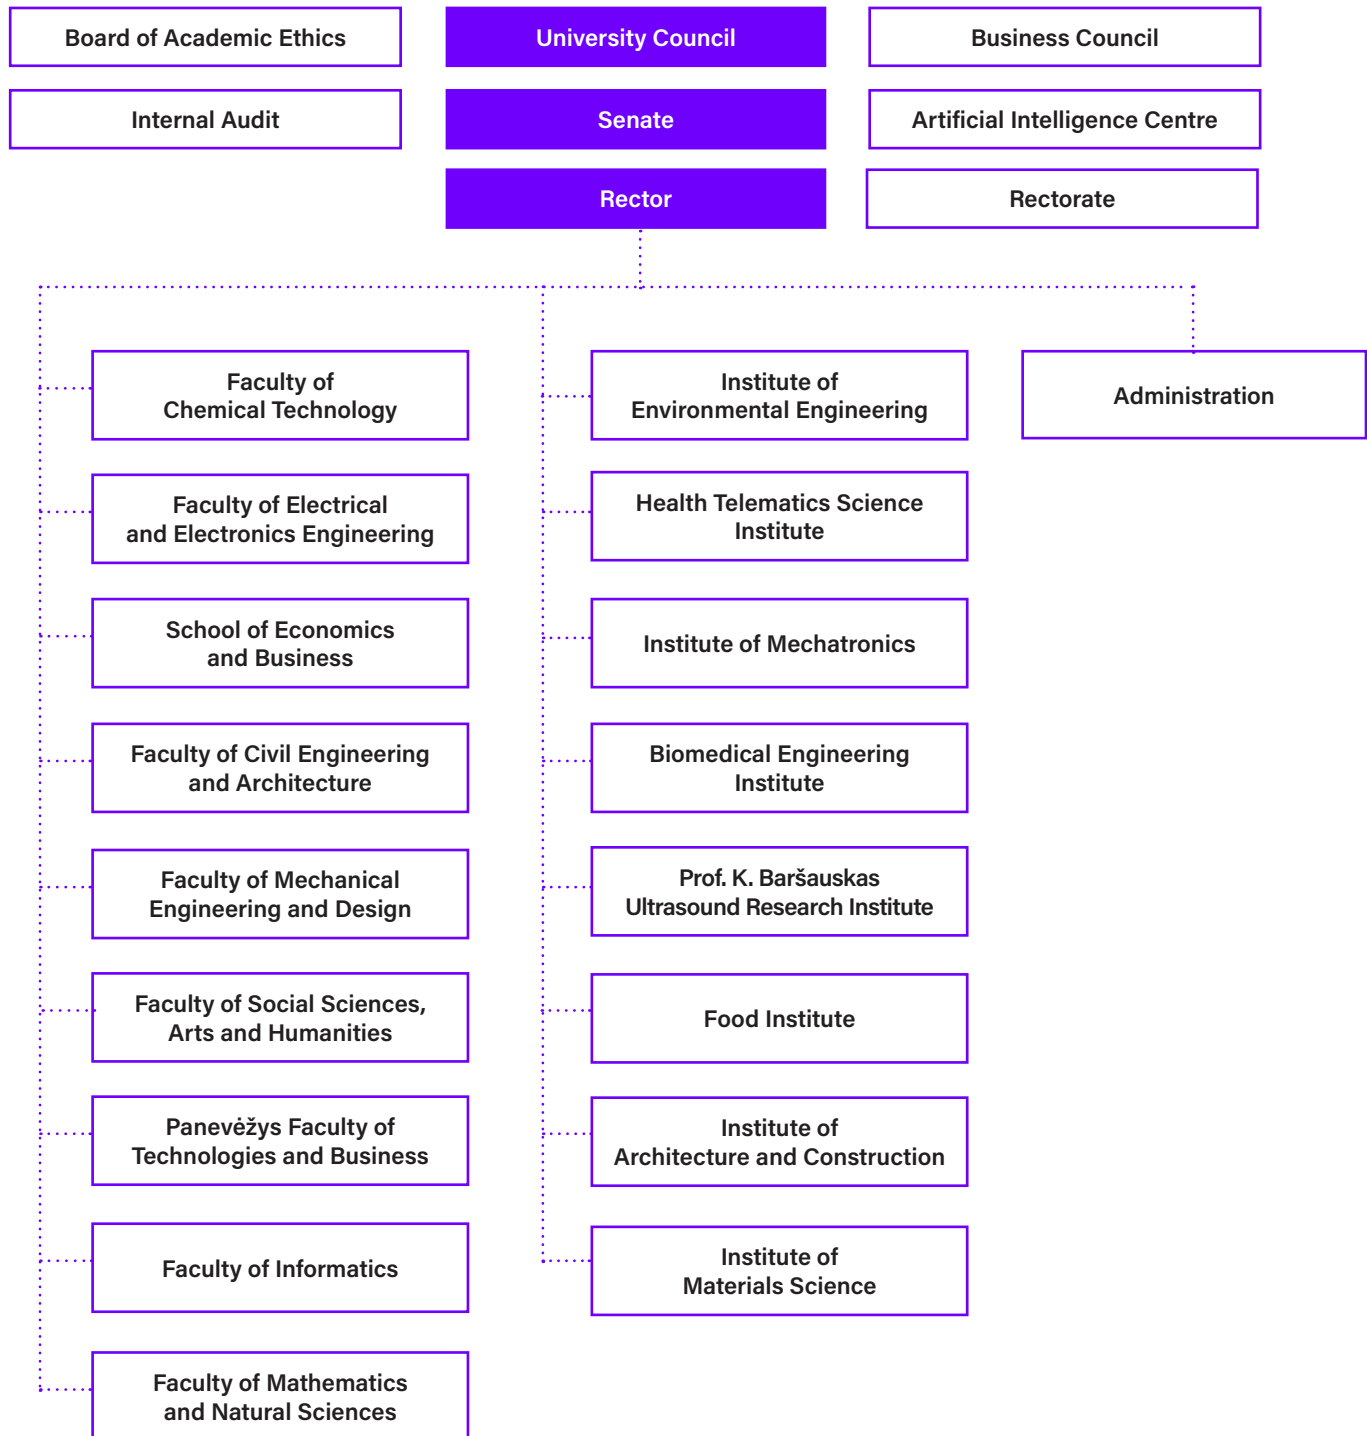 Board of Academic Ethics
University Council
Business Council
Internal Audit
Senate
Artificial Intelligence Centre
Rector
Rectorate
Faculty of
Chemical Technology
Faculty of Electrical
and Electronics Engineering
School of Economics
and Business
Faculty of Civil Engineering
and Architecture
Faculty of Mechanical
Engineering and Design
Faculty of Social Sciences,
Arts and Humanities
Panevėžys Faculty of
Technologies and Business
Faculty of Informatics
Faculty of Mathematics
and Natural Sciences
Institute of
Environmental Engineering
Health Telematics Science
Institute
Institute of Mechatronics
Biomedical Engineering
Institute
Prof. K. Baršauskas
Ultrasound Research Institute
Food Institute
Institute of
Architecture and Construction
Institute of
Materials Science
Administration